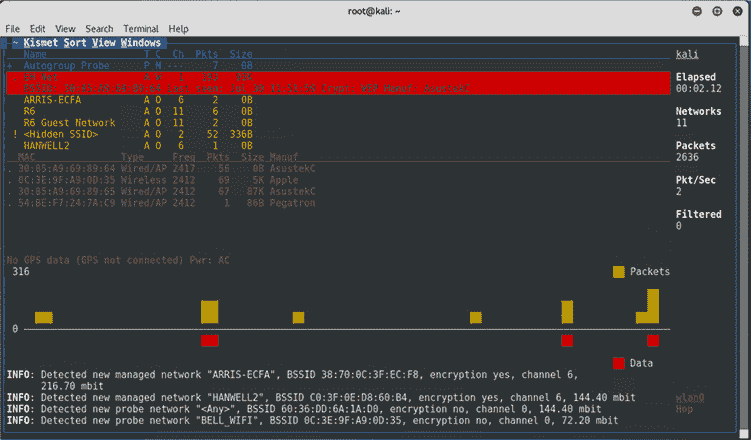 root@kali: ~
File Edit View Search Terminal Help
~ Kismet Sort View Windows
Name T C Ch Pkts Size
kali
+ Autogroup Probe P N --- 7 0B
Elapsed
00:02.12
ARRIS-ECFA A O 6 2 0B
R6 A O 11 6 0B
Networks
11
R6 Guest Network A O 11 2 0B
! <Hidden SSID> A O 2 52 336B
Packets
2636
HANWELL2 A O 6 1 0B
MAC Type Freq Pkts Size Manuf
. 30:85:A9:69:89:64 Wired/AP 2417 56 0B AsustekC
Pkt/Sec
2
. 0C:3E:9F:A9:0D:35 Wireless 2412 69 5K Apple
. 30:85:A9:69:89:65 Wired/AP 2412 67 87K AsustekC
. 54:BE:F7:24:7A:C9 Wired/AP 2412 1 86B Pegatron
Filtered
0
No GPS data (GPS not connected) Pwr: AC
316
Packets
0
Data
INFO: Detected new managed network "ARRIS-ECFA", BSSID 38:70:0C:3F:EC:F8, encryption yes, channel 6,
216.70 mbit
INFO: Detected new managed network "HANWELL2", BSSID C0:3F:0E:D8:60:B4, encryption yes, channel 6, 144.40 mbit
wlan0
INFO: Detected new probe network "<Any>", BSSID 60:36:DD:6A:1A:D0, encryption no, channel 0, 144.40 mbit
Hop
INFO: Detected new probe network "BELL_WIFI", BSSID 0C:3E:9F:A9:0D:35, encryption no, channel 0, 72.20 mbit